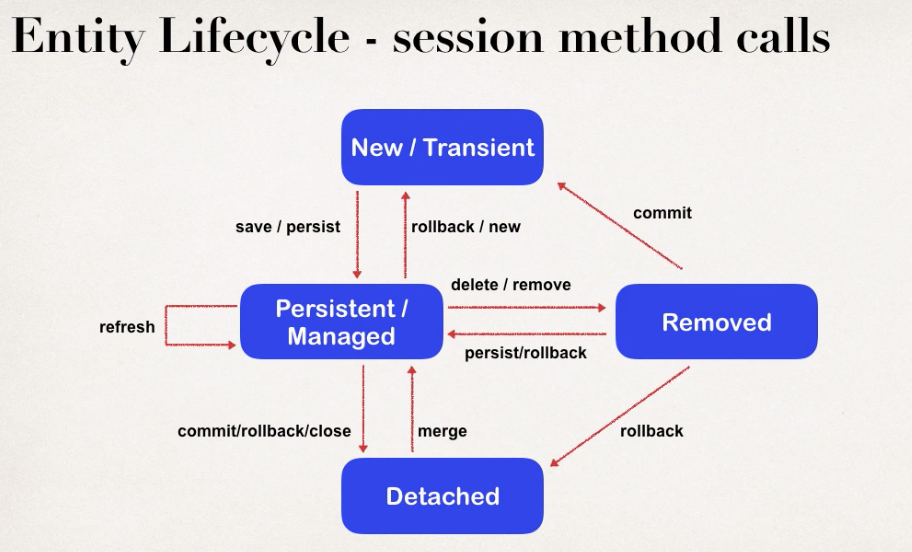 Entity Lifecycle - session method calls
New / Transient
commit
save / persist
rollback / new
delete / remove
Persistent /
Managed
Removed
refresh
persist/rollback
commit/rollback/close
merge
rollback
Detached